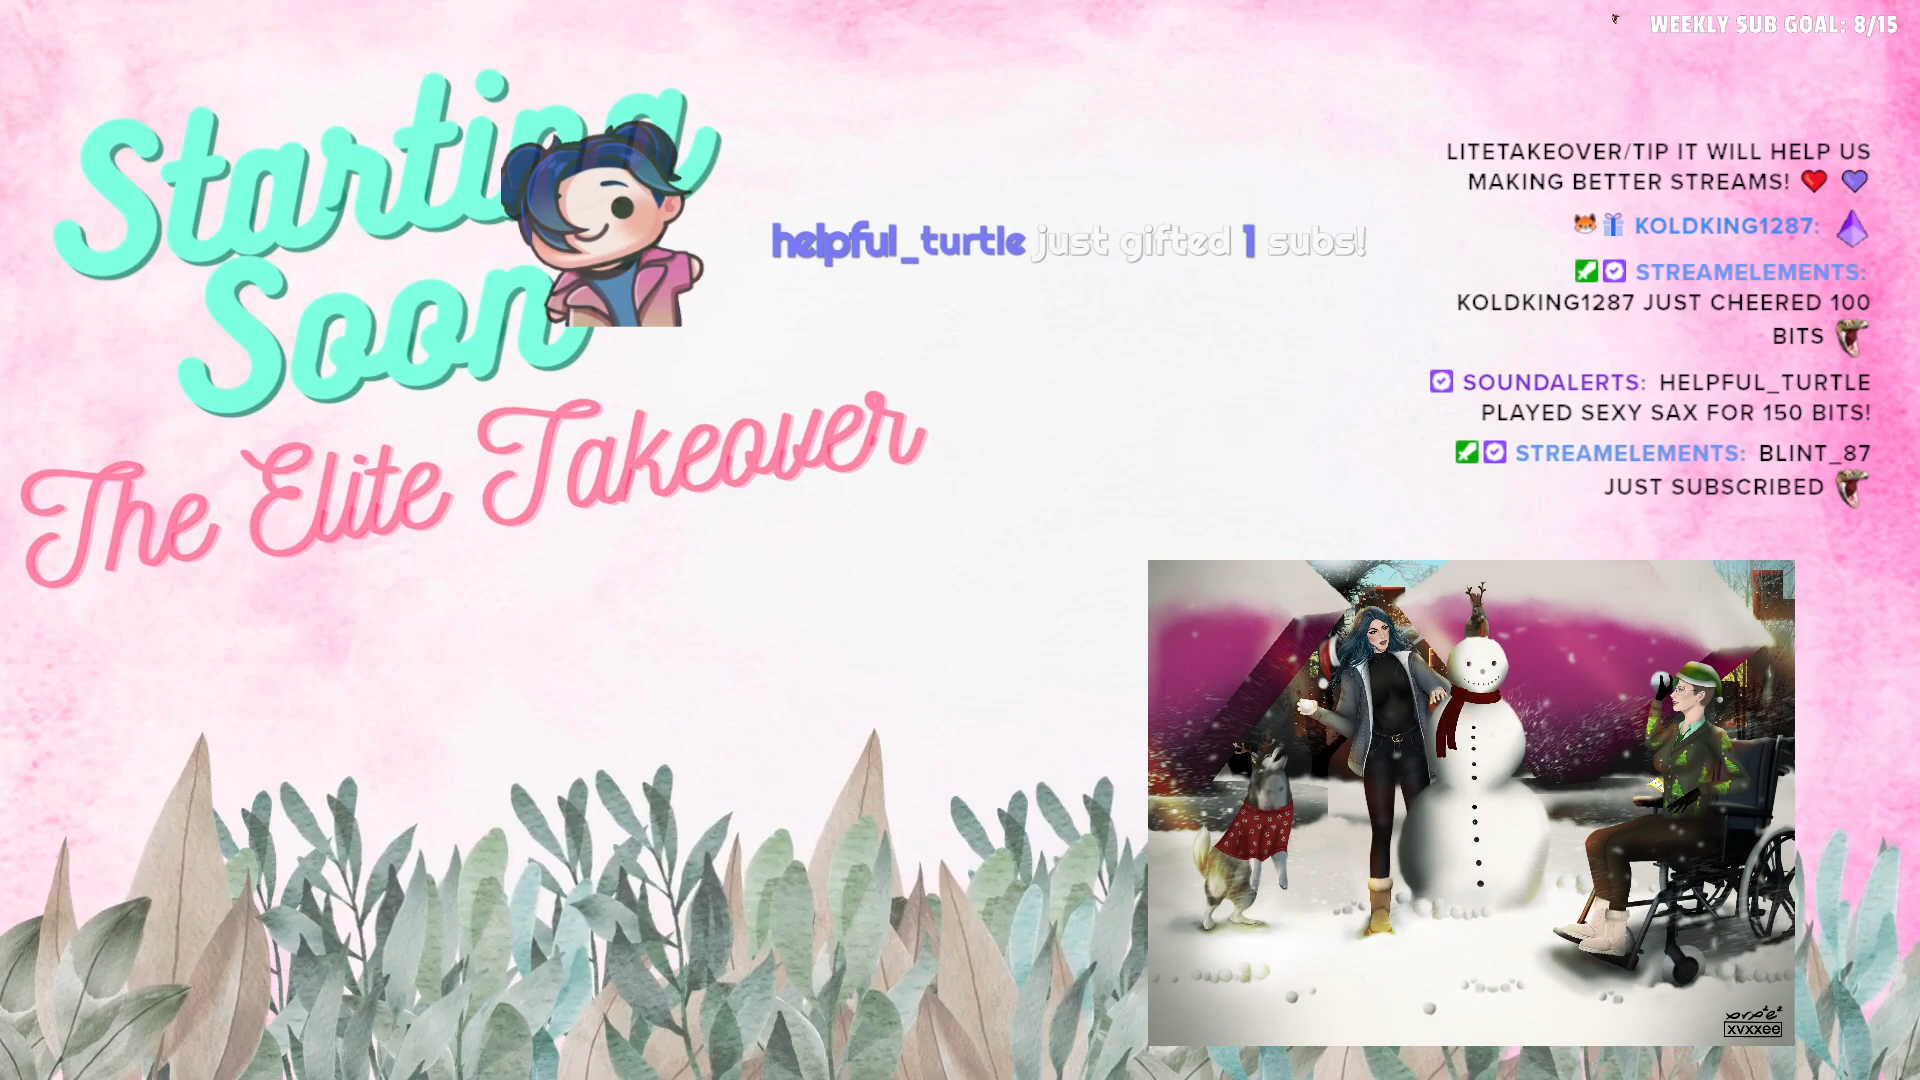 WEEKLY SUB GOAL: 8/15
Starting
Soon
The Elite Takeover
helpful_turtle just gifted 1 subs!
LITETAKEOVER/TIP IT WILL HELP US
MAKING BETTER STREAMS!
KOLDKING1287:
STREAMELEMENTS:
KOLDKING1287 JUST CHEERED 100
BITS
SOUNDALERTS: HELPFUL_TURTLE
PLAYED SEXY SAX FOR 150 BITS!
STREAMELEMENTS: BLINT_87
JUST SUBSCRIBED
xvxxee